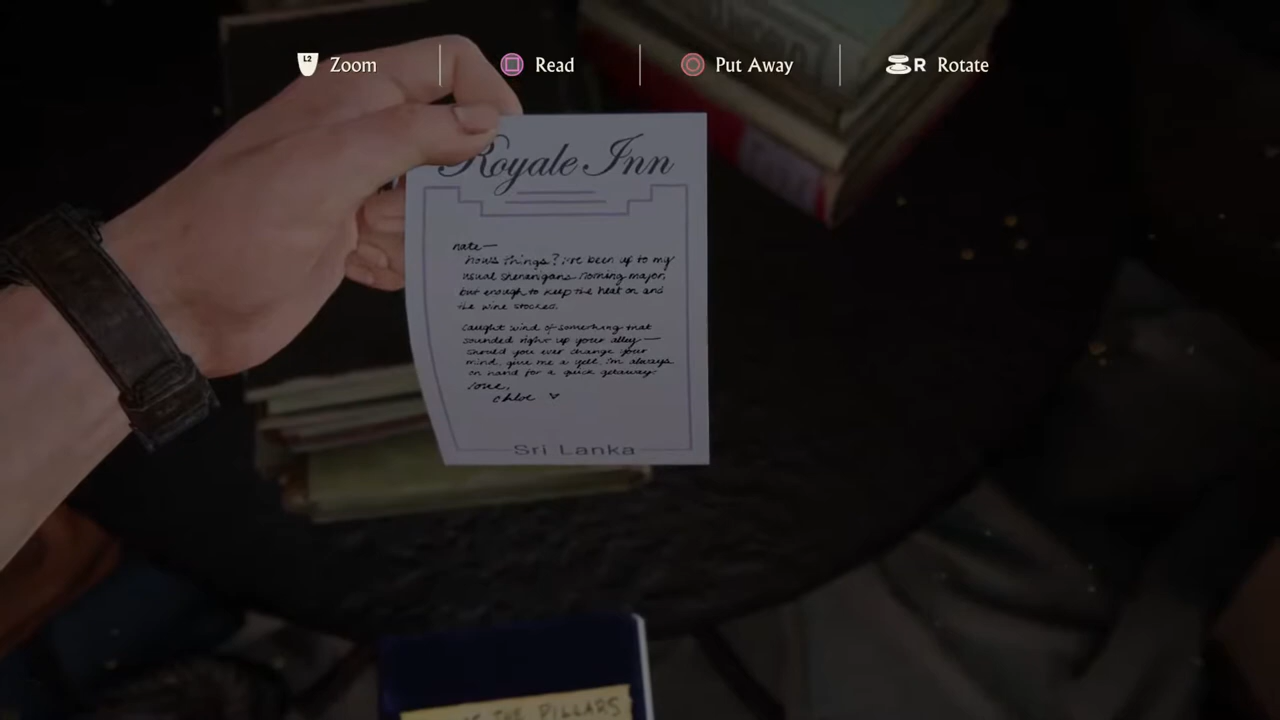 L2 Zoom
Read
Put Away
R Rotate
Royale Inn
nate—
how's things? i've been up to my
usual shenanigans. nothing major,
but enough to keep the heat on and
the wine stocked.
caught wind of something that
sounded right up your alley—
should you ever change your
mind, give me a yell. i'm always
on hand for a quick getaway.
love,
chloe
Sri Lanka
THE PILLARS